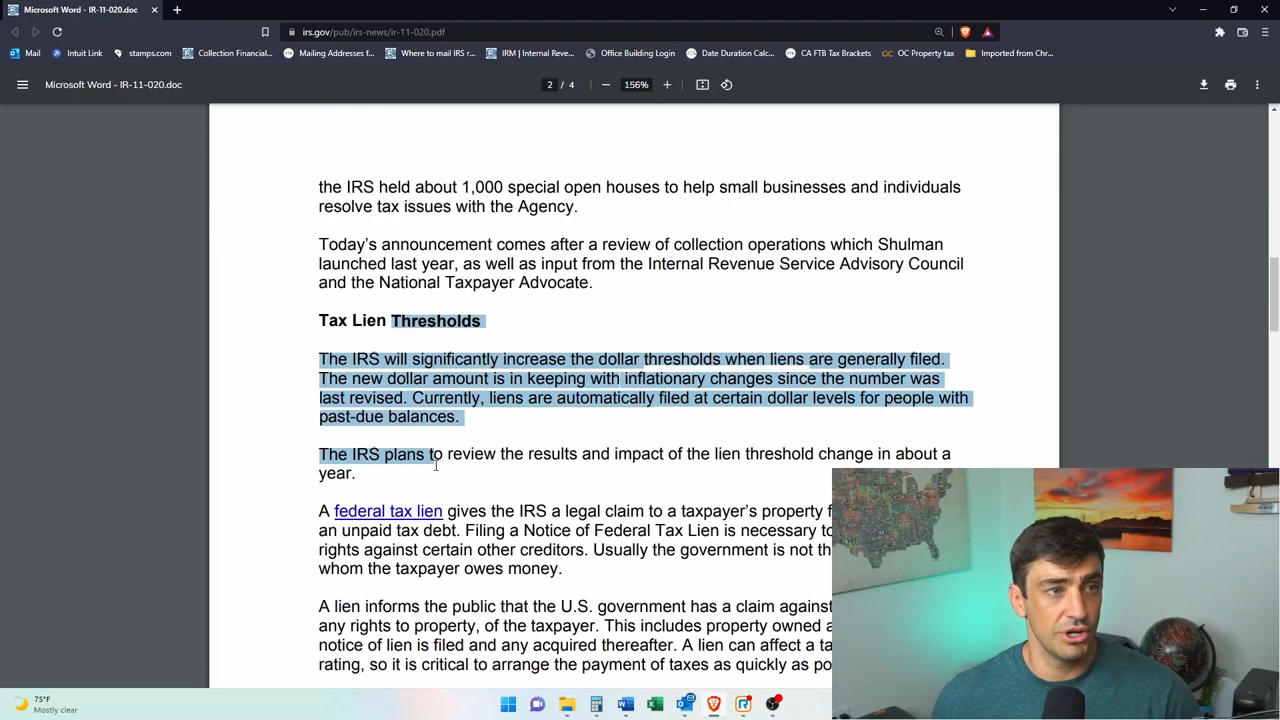 Microsoft Word - IR-11-020.doc
irs.gov/pub/irs-news/ir-11-020.pdf
Mail
Intuit Link
stamps.com
Collection Financial...
Mailing Addresses f...
Where to mail IRS r...
IRM | Internal Reve...
Office Building Login
Date Duration Calc...
CA FTB Tax Brackets
OC Property tax
Imported from Chr...
Microsoft Word - IR-11-020.doc
2 / 4
156%
the IRS held about 1,000 special open houses to help small businesses and individuals
resolve tax issues with the Agency.
Today's announcement comes after a review of collection operations which Shulman
launched last year, as well as input from the Internal Revenue Service Advisory Council
and the National Taxpayer Advocate.
Tax Lien Thresholds
The IRS will significantly increase the dollar thresholds when liens are generally filed.
The new dollar amount is in keeping with inflationary changes since the number was
last revised. Currently, liens are automatically filed at certain dollar levels for people with
past-due balances.
The IRS plans to review the results and impact of the lien threshold change in about a
year.
A federal tax lien gives the IRS a legal claim to a taxpayer's property
an unpaid tax debt. Filing a Notice of Federal Tax Lien is necessary to
rights against certain other creditors. Usually the government is not
whom the taxpayer owes money.
A lien informs the public that the U.S. government has a claim against
any rights to property, of the taxpayer. This includes property owned
notice of lien is filed and any acquired thereafter. A lien can affect a
rating, so it is critical to arrange the payment of taxes as quickly as
75°F
Mostly clear